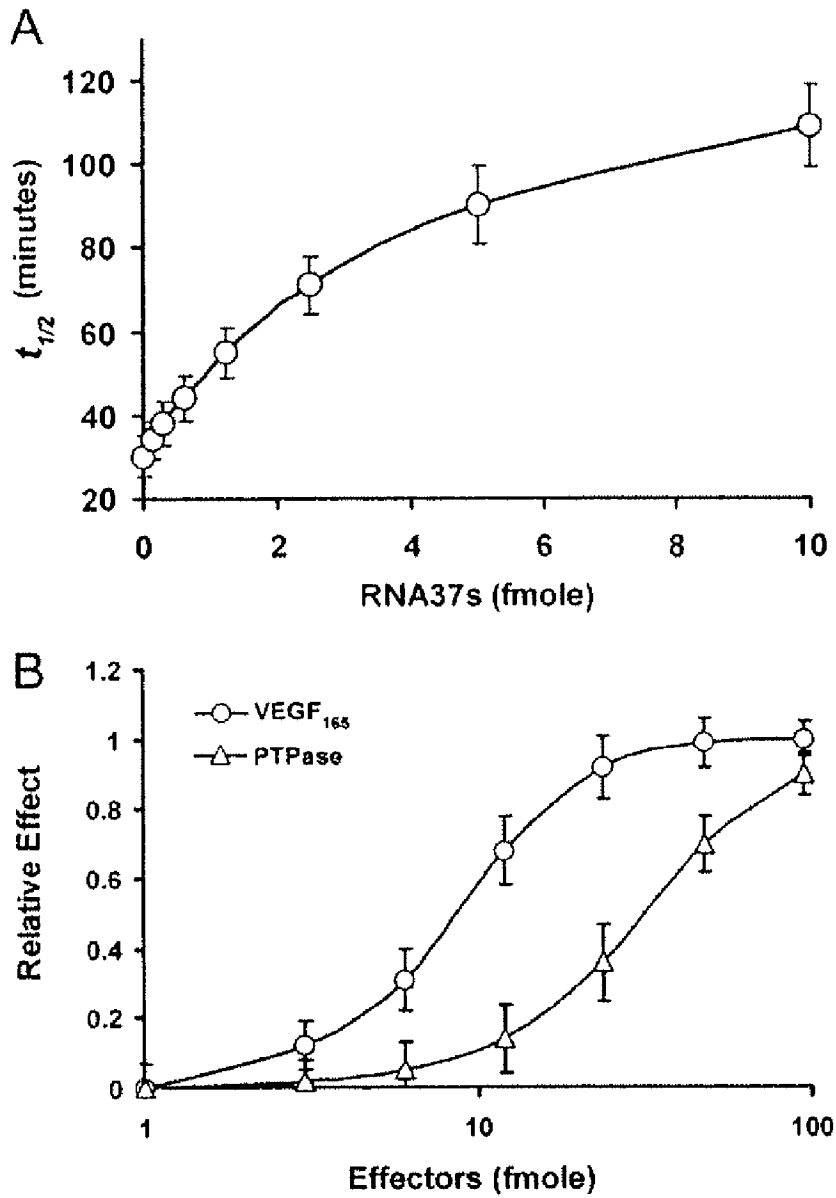 A
120
100
80
60
40
20
t1/2 (minutes)
0 2 4 6 8 10
RNA37s (fmole)
B
1.2
1
0.8
0.6
0.4
0.2
0
Relative Effect
VEGF165
PTPase
1 10 100
Effectors (fmole)